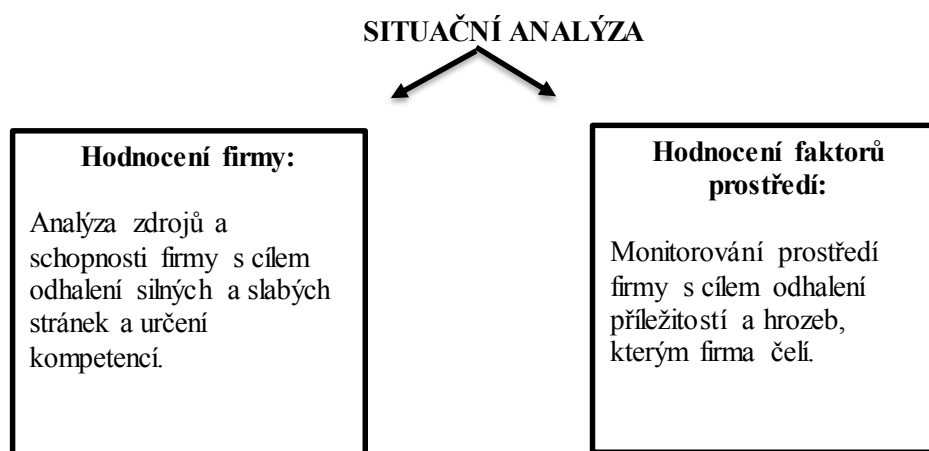 SITUAČNÍ ANALÝZA
Hodnocení firmy:
Analýza zdrojů a
schopnosti firmy s cílem
odhalení silných a slabých
stránek a určení
kompetencí.
Hodnocení faktorů
prostředí:
Monitorování prostředí
firmy s cílem odhalení
příležitostí a hrozeb,
kterým firma čelí.